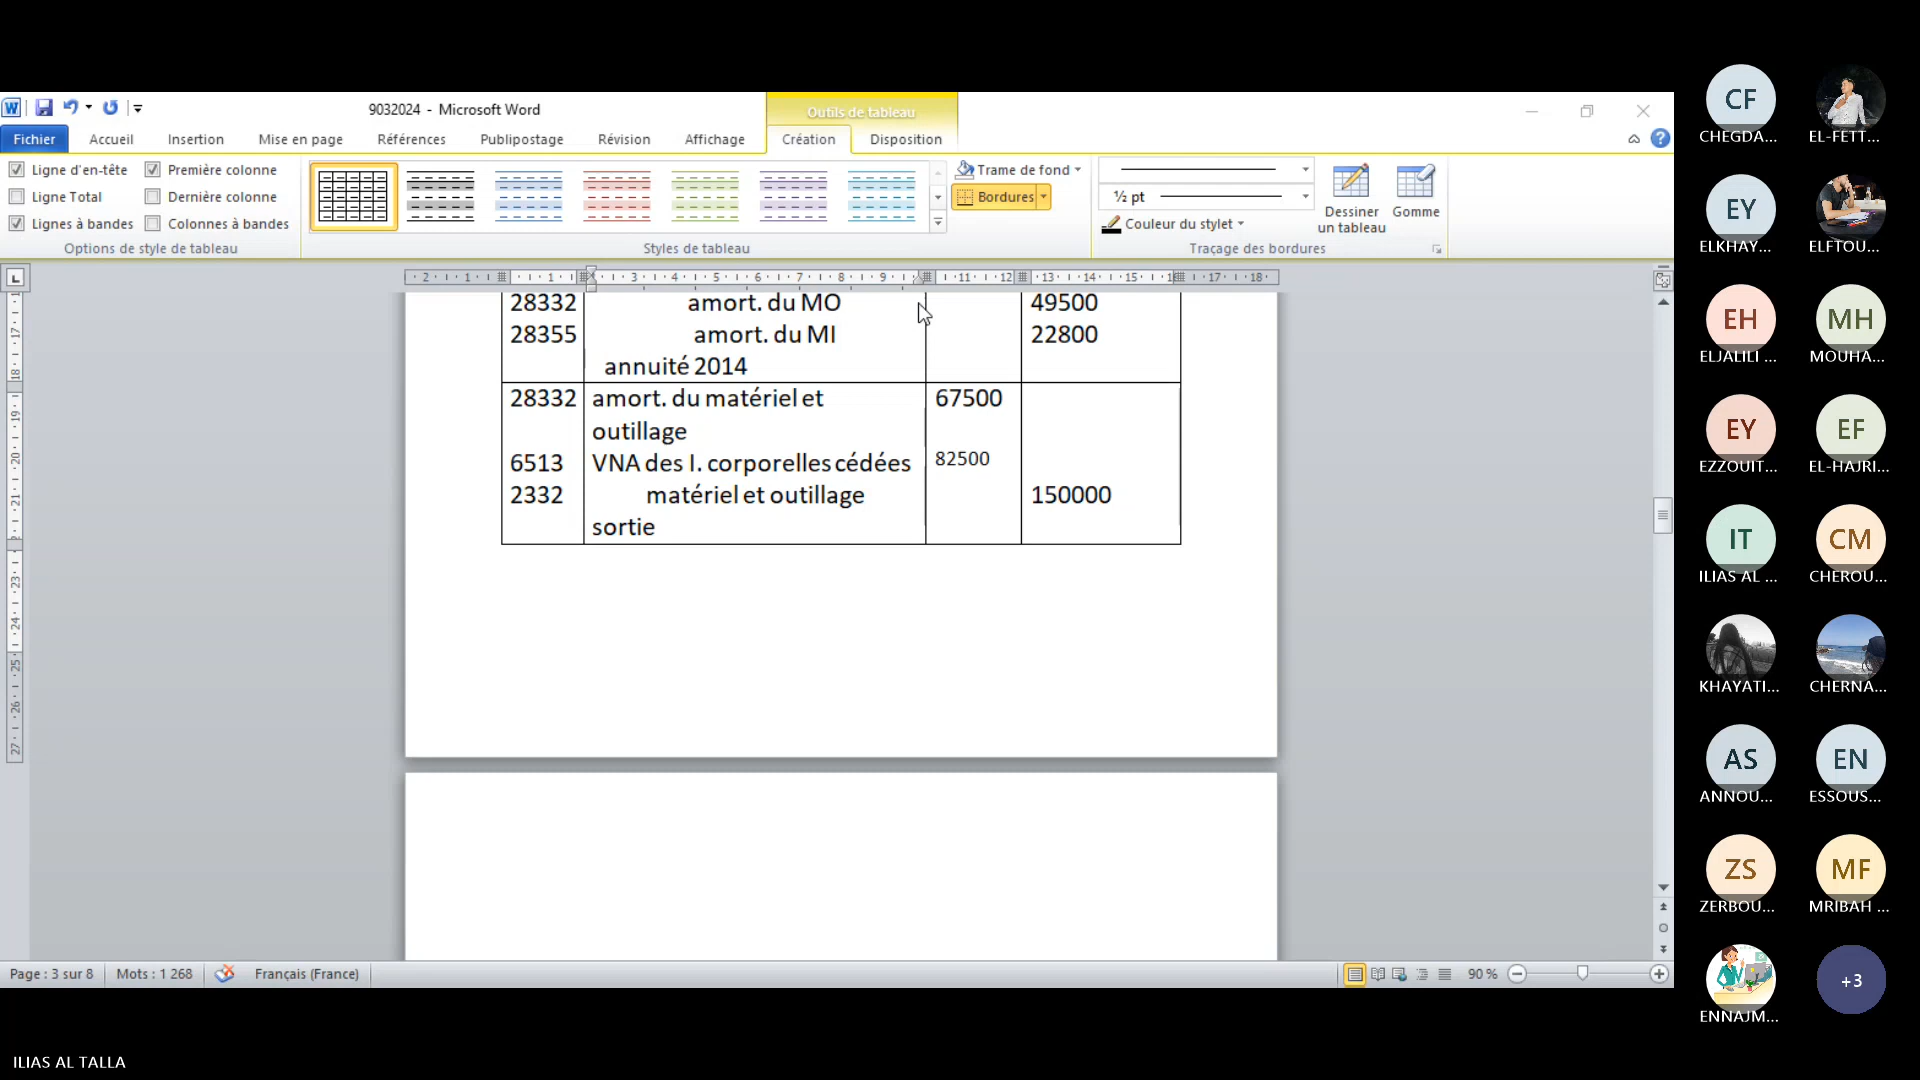 9032024 - Microsoft Word
Outils de tableau
Fichier Accueil Insertion Mise en page Références Publipostage Révision Affichage Création Disposition
Ligne d'en-tête Première colonne
Ligne Total Dernière colonne
Lignes à bandes Colonnes à bandes
Options de style de tableau
Styles de tableau
Trame de fond
Bordures
½ pt
Couleur du stylet
Dessiner un tableau
Gomme
Traçage des bordures
28332 amort. du MO 49500
28355 amort. du MI 22800
annuité 2014
28332 amort. du matériel et 67500
outillage
6513 VNA des I. corporelles cédées 82500
2332 matériel et outillage 150000
sortie
Page : 3 sur 8 Mots : 1 268 Français (France) 90 %
CF
CHEGDA... EL-FETT...
EY
ELKHAY... ELFTOU...
EH MH
ELJALILI ... MOUHA...
EY EF
EZZOUIT... EL-HAJRI...
IT CM
ILIAS AL ... CHEROU...
KHAYATI... CHERNA...
AS EN
ANNOU... ESSOUS...
ZS MF
ZERBOU... MRIBAH ...
+3
ENNAJM...
ILIAS AL TALLA